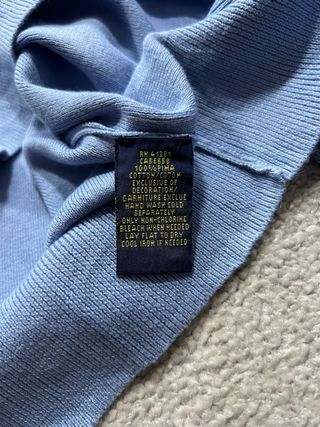 RN 41381
CA56658
100% PIMA
COTTON/COTON
EXCLUSIVE OF
DECORATION/
GARNITURE EXCLUE
HAND WASH COLD
SEPARATELY
ONLY NON-CHLORINE
BLEACH WHEN NEEDED
LAY FLAT TO DRY
COOL IRON IF NEEDED